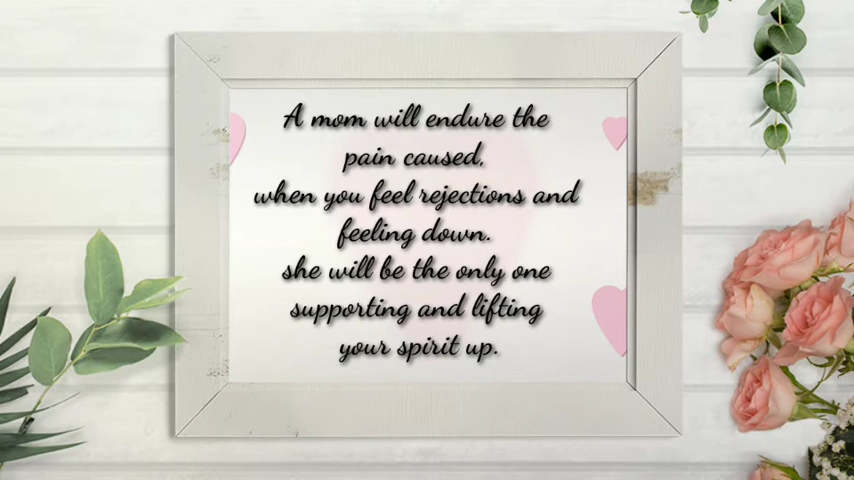 A mom will endure the
pain caused,
when you feel rejections and
feeling down.
she will be the only one
supporting and lifting
your spirit up.